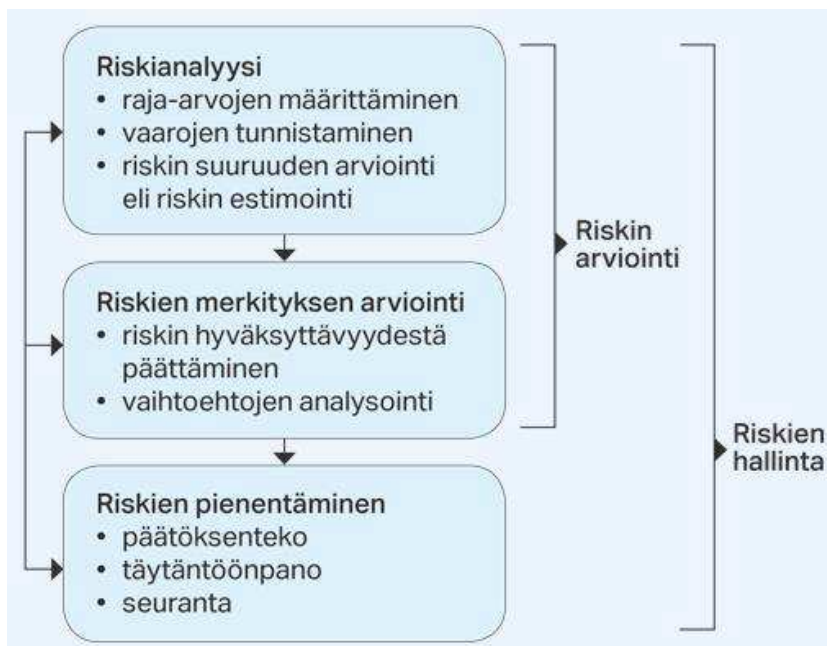 Riskianalyysi
• raja-arvojen määrittäminen
• vaarojen tunnistaminen
• riskin suuruuden arviointi
eli riskin estimointi
Riskin
arviointi
Riskien merkityksen arviointi
• riskin hyväksyttävyydestä
päättäminen
• vaihtoehtojen analysointi
Riskien
hallinta
Riskien pienentäminen
• päätöksenteko
• täytäntöönpano
• seuranta